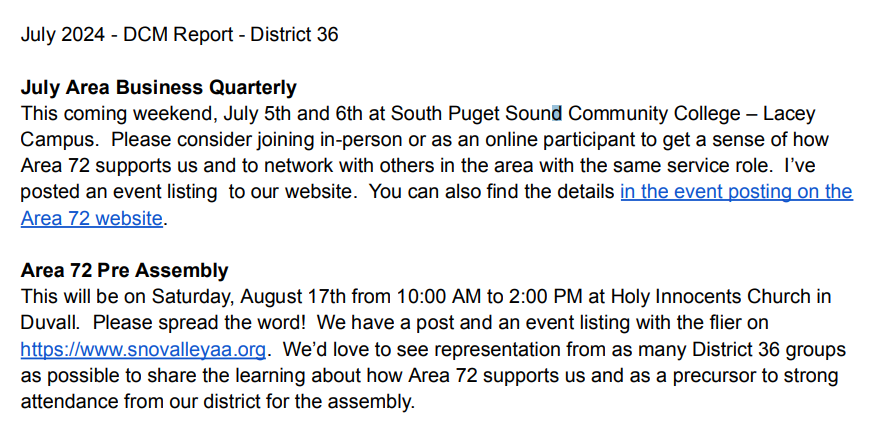 July 2024 - DCM Report - District 36
July Area Business Quarterly
This coming weekend, July 5th and 6th at South Puget Sound Community College – Lacey
Campus.  Please consider joining in-person or as an online participant to get a sense of how
Area 72 supports us and to network with others in the area with the same service role.  I’ve
posted an event listing  to our website.  You can also find the details in the event posting on the
Area 72 website.
Area 72 Pre Assembly
This will be on Saturday, August 17th from 10:00 AM to 2:00 PM at Holy Innocents Church in
Duvall.  Please spread the word!  We have a post and an event listing with the flier on
https://www.snovalleyaa.org.  We’d love to see representation from as many District 36 groups
as possible to share the learning about how Area 72 supports us and as a precursor to strong
attendance from our district for the assembly.